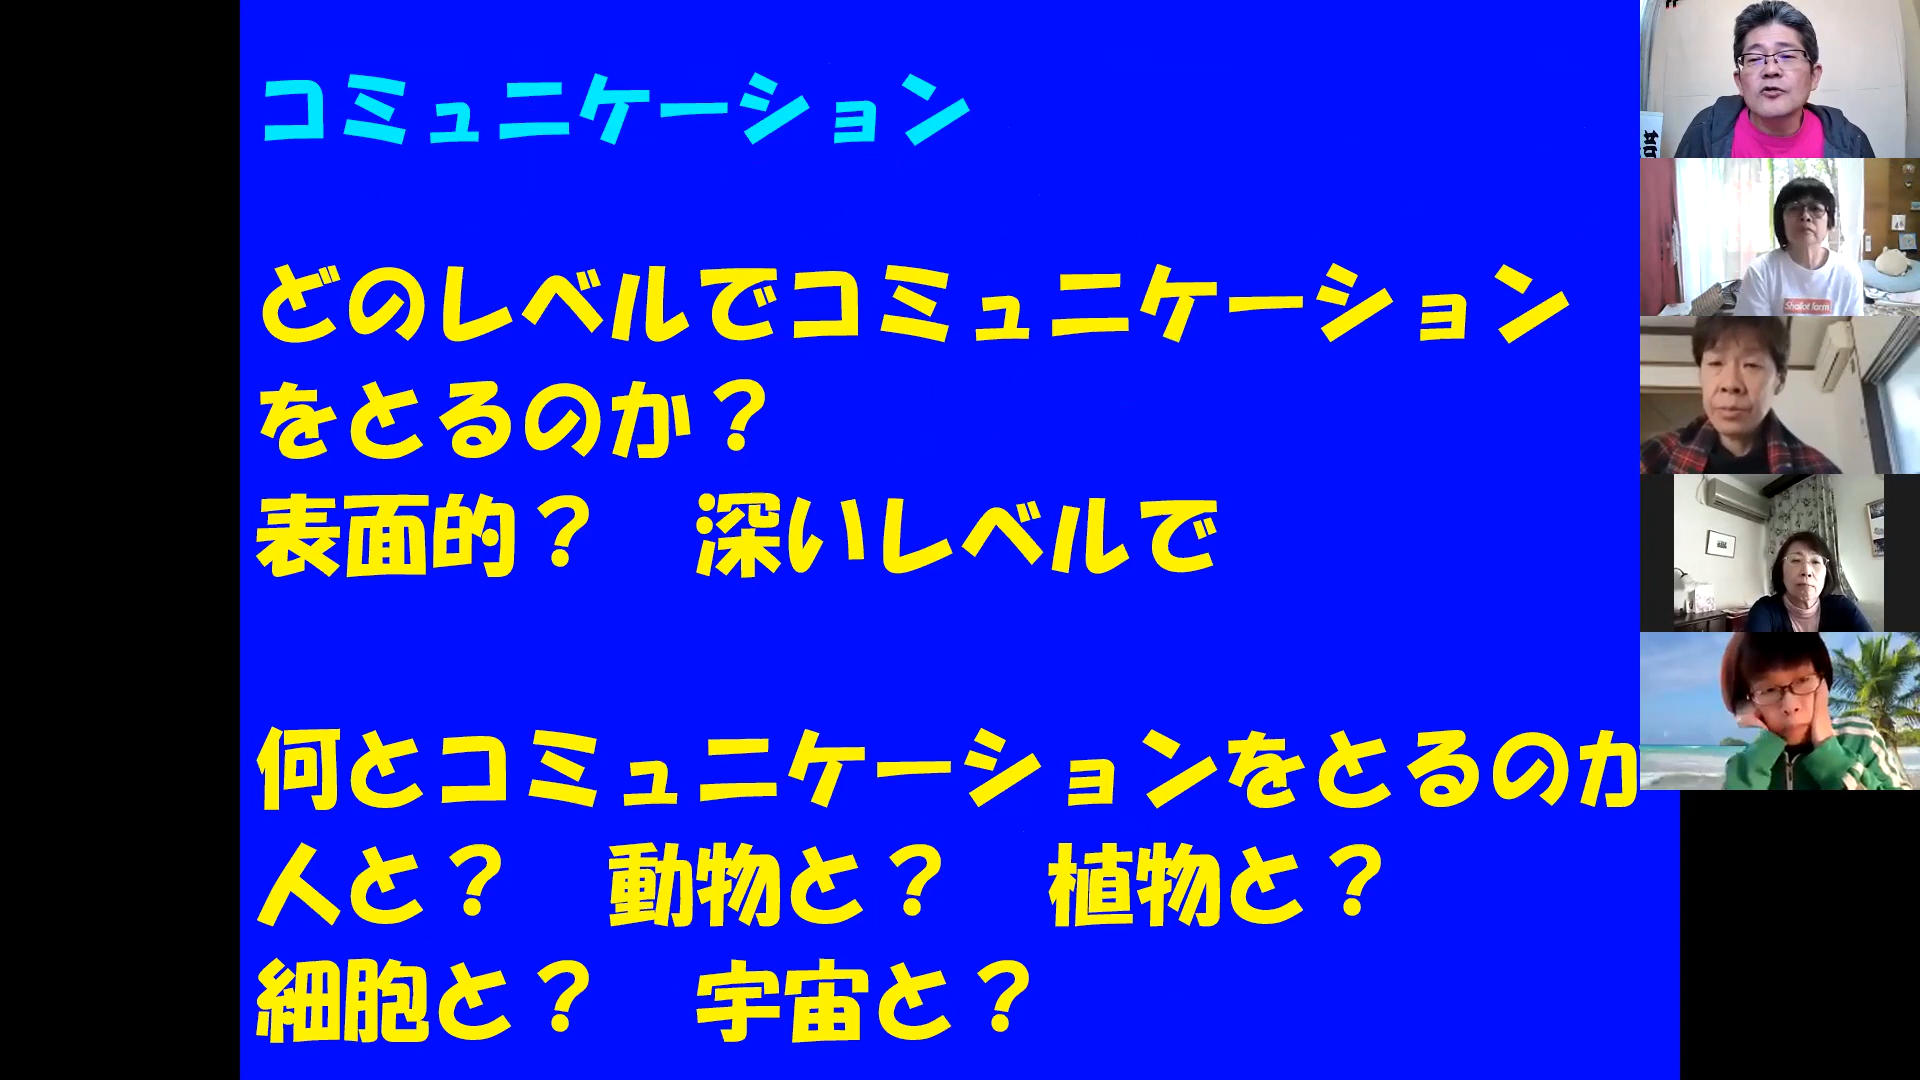 コミュニケーション
どのレベルでコミュニケーション
をとるのか？
表面的？　深いレベルで
何とコミュニケーションをとるのか
人と？　動物と？　植物と？
細胞と？　宇宙と？
Shallot farm